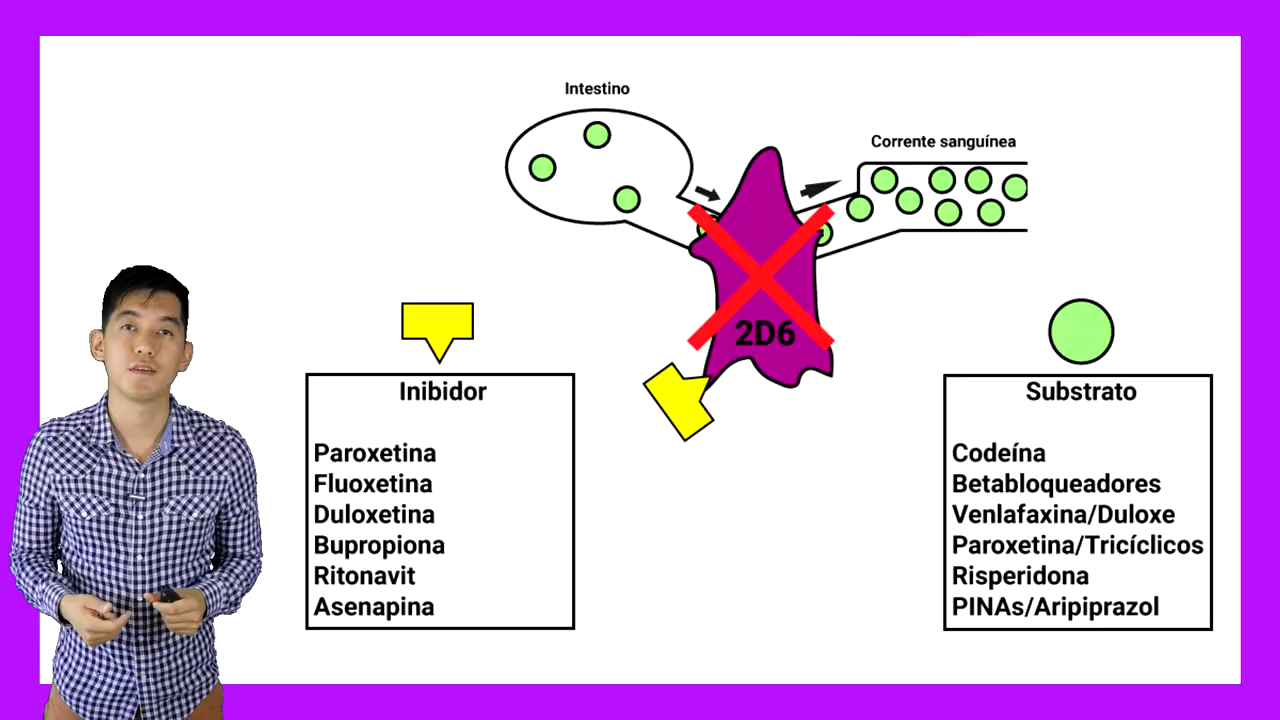 Intestino
Corrente sanguínea
2D6
Inibidor
Paroxetina
Fluoxetina
Duloxetina
Bupropiona
Ritonavit
Asenapina
Substrato
Codeína
Betabloqueadores
Venlafaxina/Duloxe
Paroxetina/Tricíclicos
Risperidona
PINAs/Aripiprazol